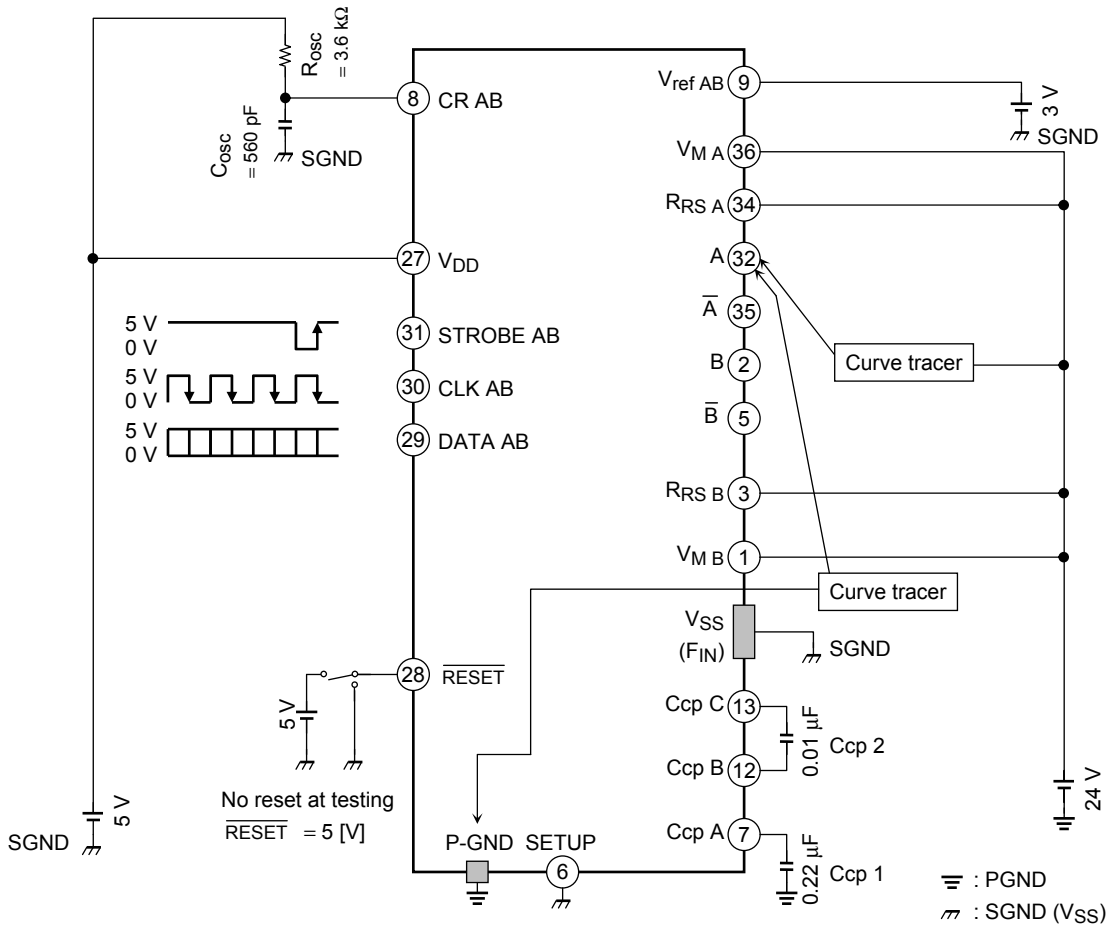 Rosc
= 3.6 kΩ
Cosc
= 560 pF
SGND
8 CR AB
Vref AB 9
3 V
SGND
VM A 36
RRS A 34
A 32
A̅ 35
B 2
B̅ 5
RRS B 3
VM B 1
Curve tracer
Curve tracer
27 VDD
5 V
0 V
31 STROBE AB
5 V
0 V
30 CLK AB
5 V
0 V
29 DATA AB
VSS
(FIN)
SGND
28 R̅E̅S̅E̅T̅
5 V
No reset at testing
R̅E̅S̅E̅T̅ = 5 [V]
Ccp C 13
0.01 µF
Ccp 2
Ccp B 12
Ccp A 7
0.22 µF
Ccp 1
24 V
5 V
SGND
P-GND
SETUP
6
: PGND
: SGND (VSS)